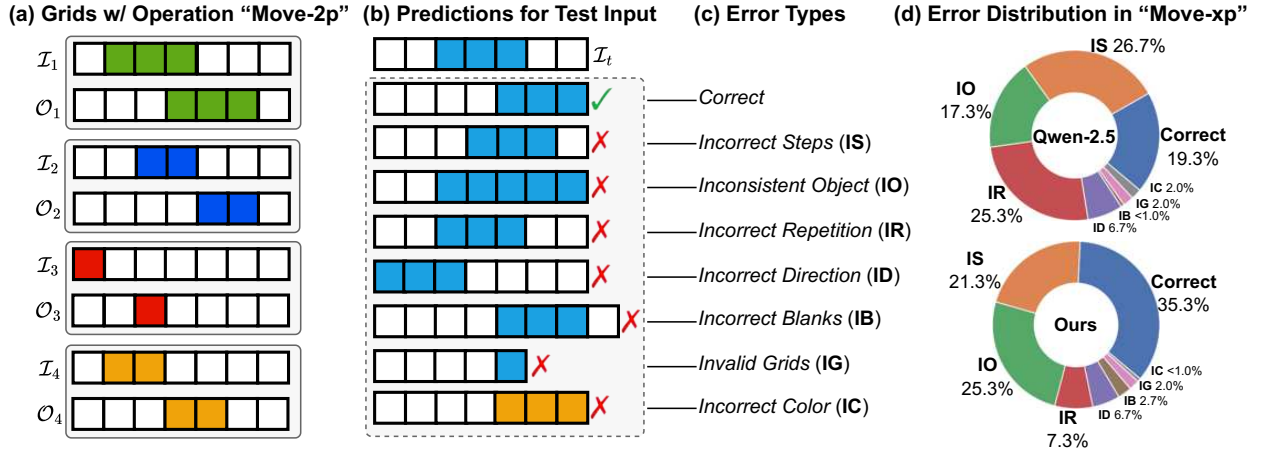 (a) Grids w/ Operation “Move-2p”
I₁
O₁
I₂
O₂
I₃
O₃
I₄
O₄
(b) Predictions for Test Input
Iₜ
✓
✗
✗
✗
✗
✗
✗
✗
(c) Error Types
Correct
Incorrect Steps (IS)
Inconsistent Object (IO)
Incorrect Repetition (IR)
Incorrect Direction (ID)
Incorrect Blanks (IB)
Invalid Grids (IG)
Incorrect Color (IC)
(d) Error Distribution in “Move-xp”
IS 26.7%
IO
17.3%
Qwen-2.5
Correct
19.3%
IR
25.3%
IC 2.0%
IG 2.0%
IB <1.0%
ID 6.7%
IS
21.3%
Correct
35.3%
Ours
IO
25.3%
IC <1.0%
IG 2.0%
IB 2.7%
ID 6.7%
IR
7.3%